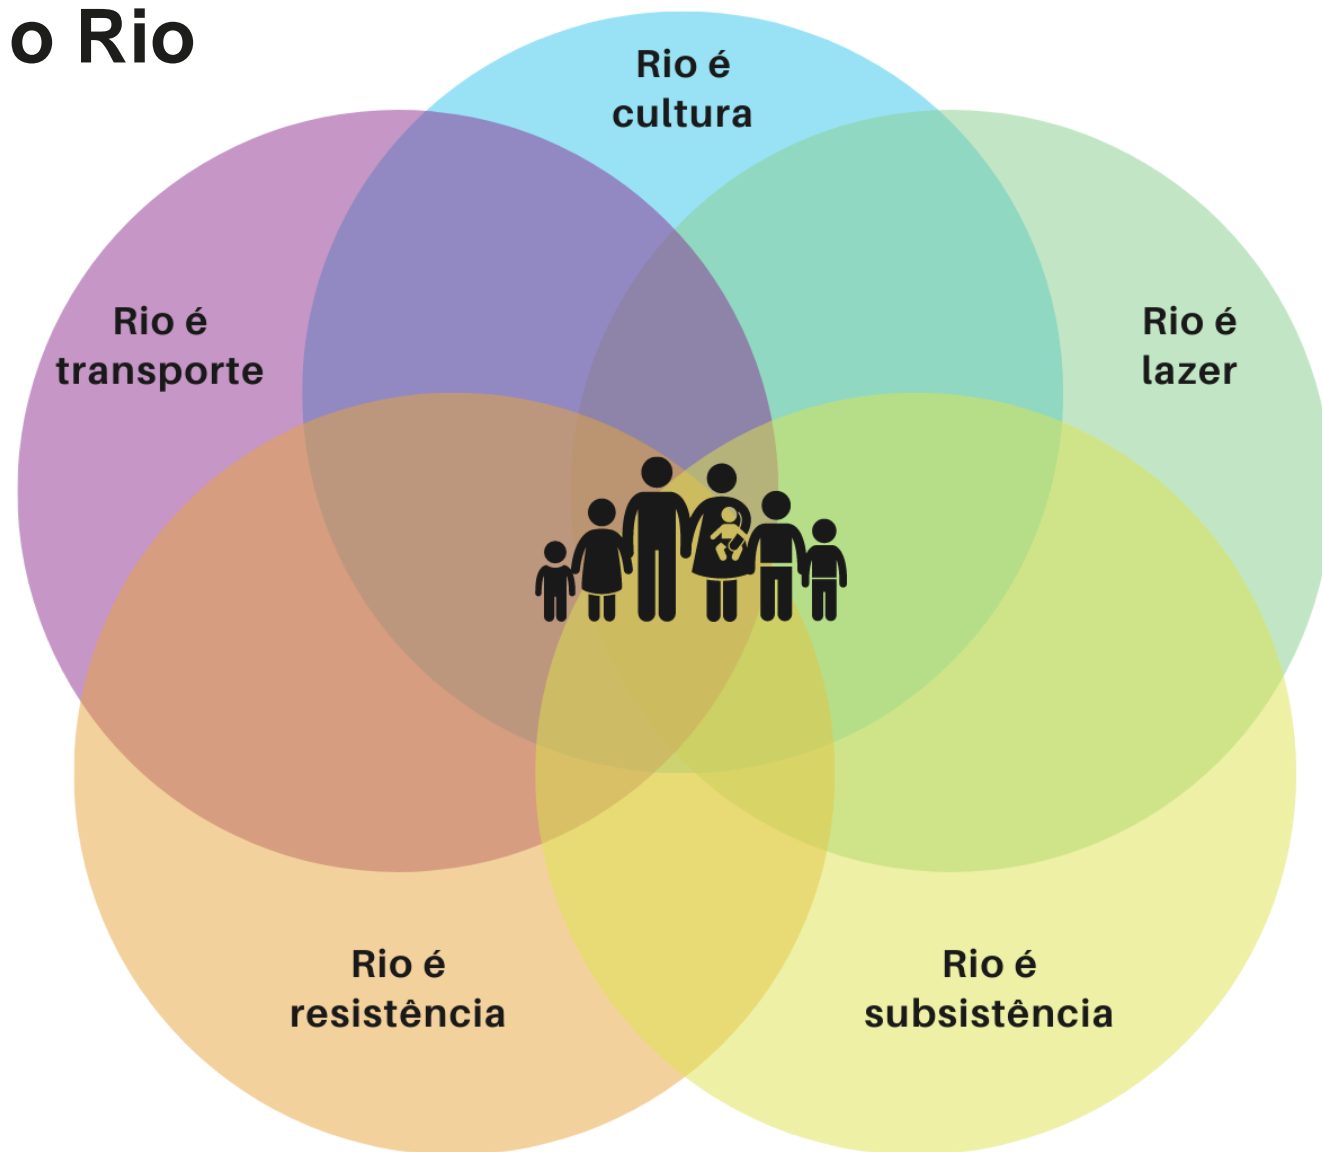 o Rio
Rio é
cultura
Rio é
transporte
Rio é
lazer
Rio é
resistência
Rio é
subsistência